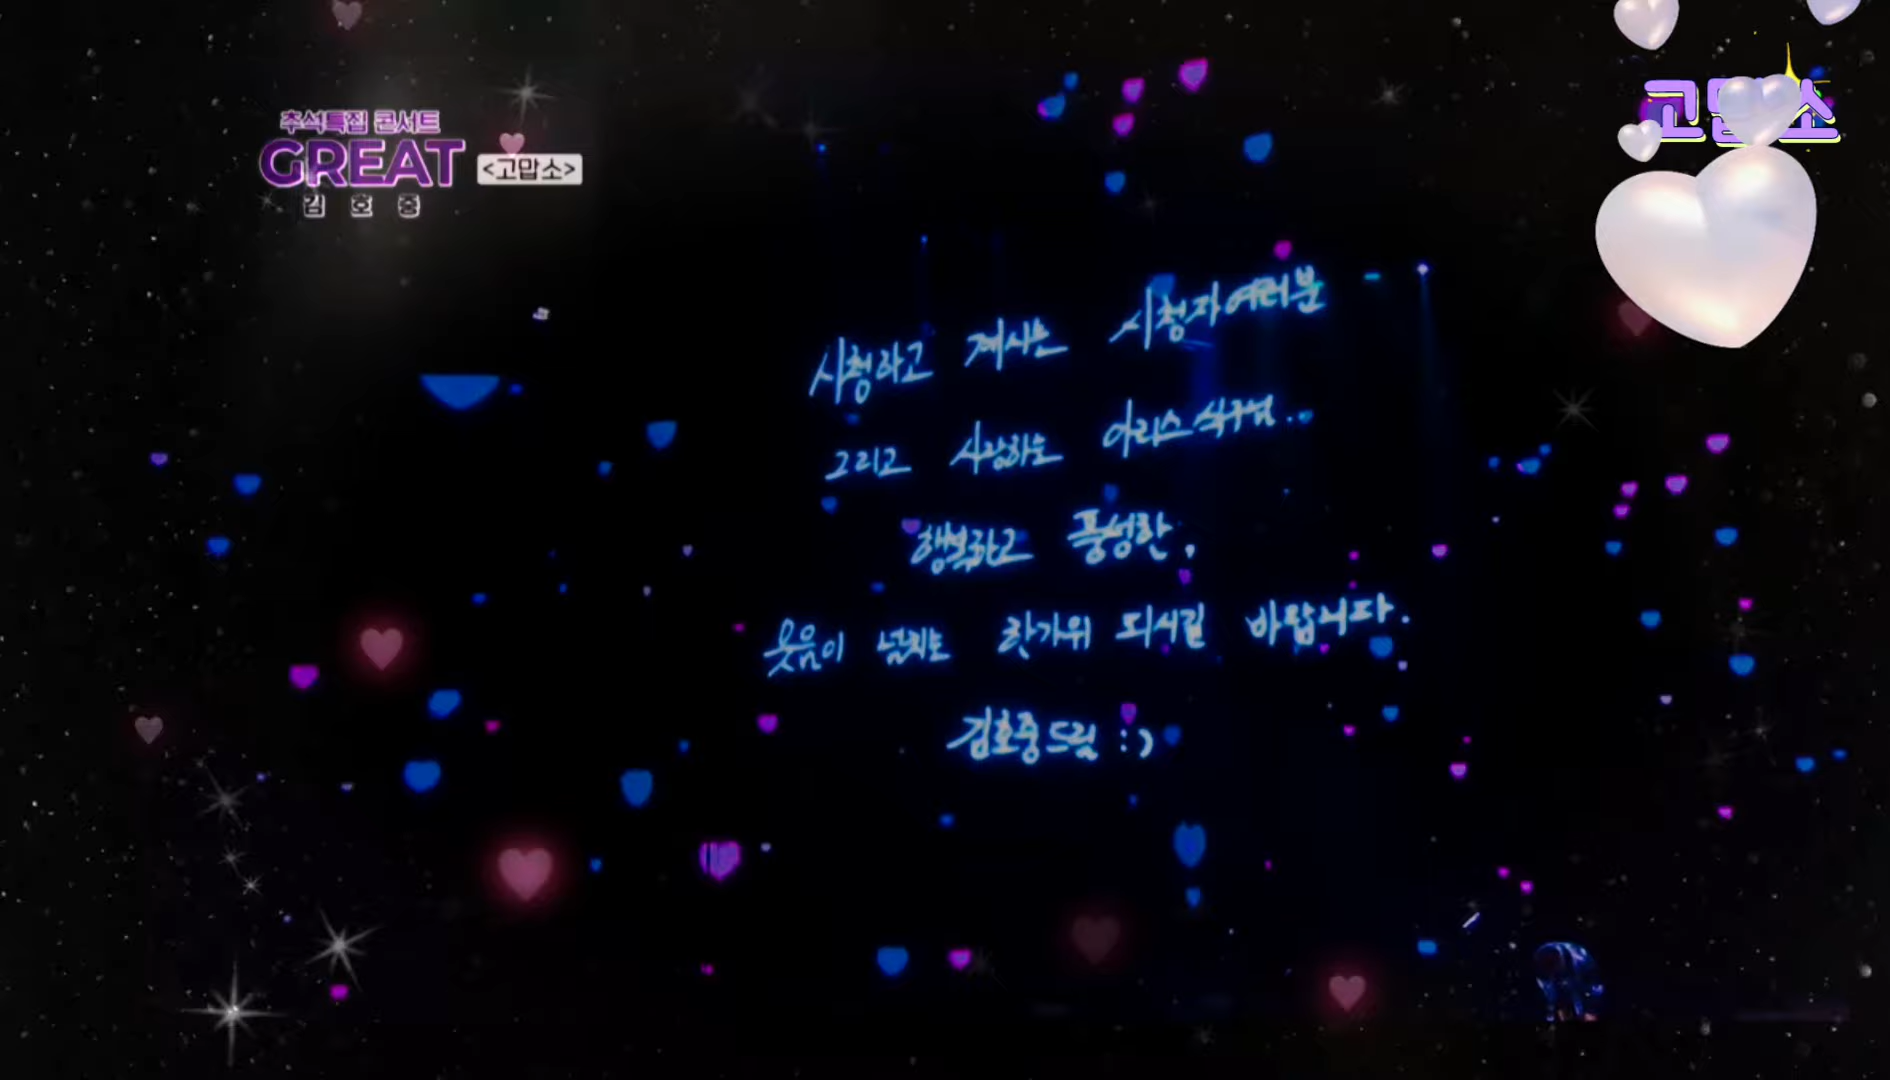 추석특집 콘서트
GREAT
김호중
<고맙소>
고맙소
시청하고 계시는 시청자여러분
그리고 사랑하는 아리스 식구님..
행복하고 풍성한,
웃음이 넘치는 한가위 되시길 바랍니다.
김호중드림 :)